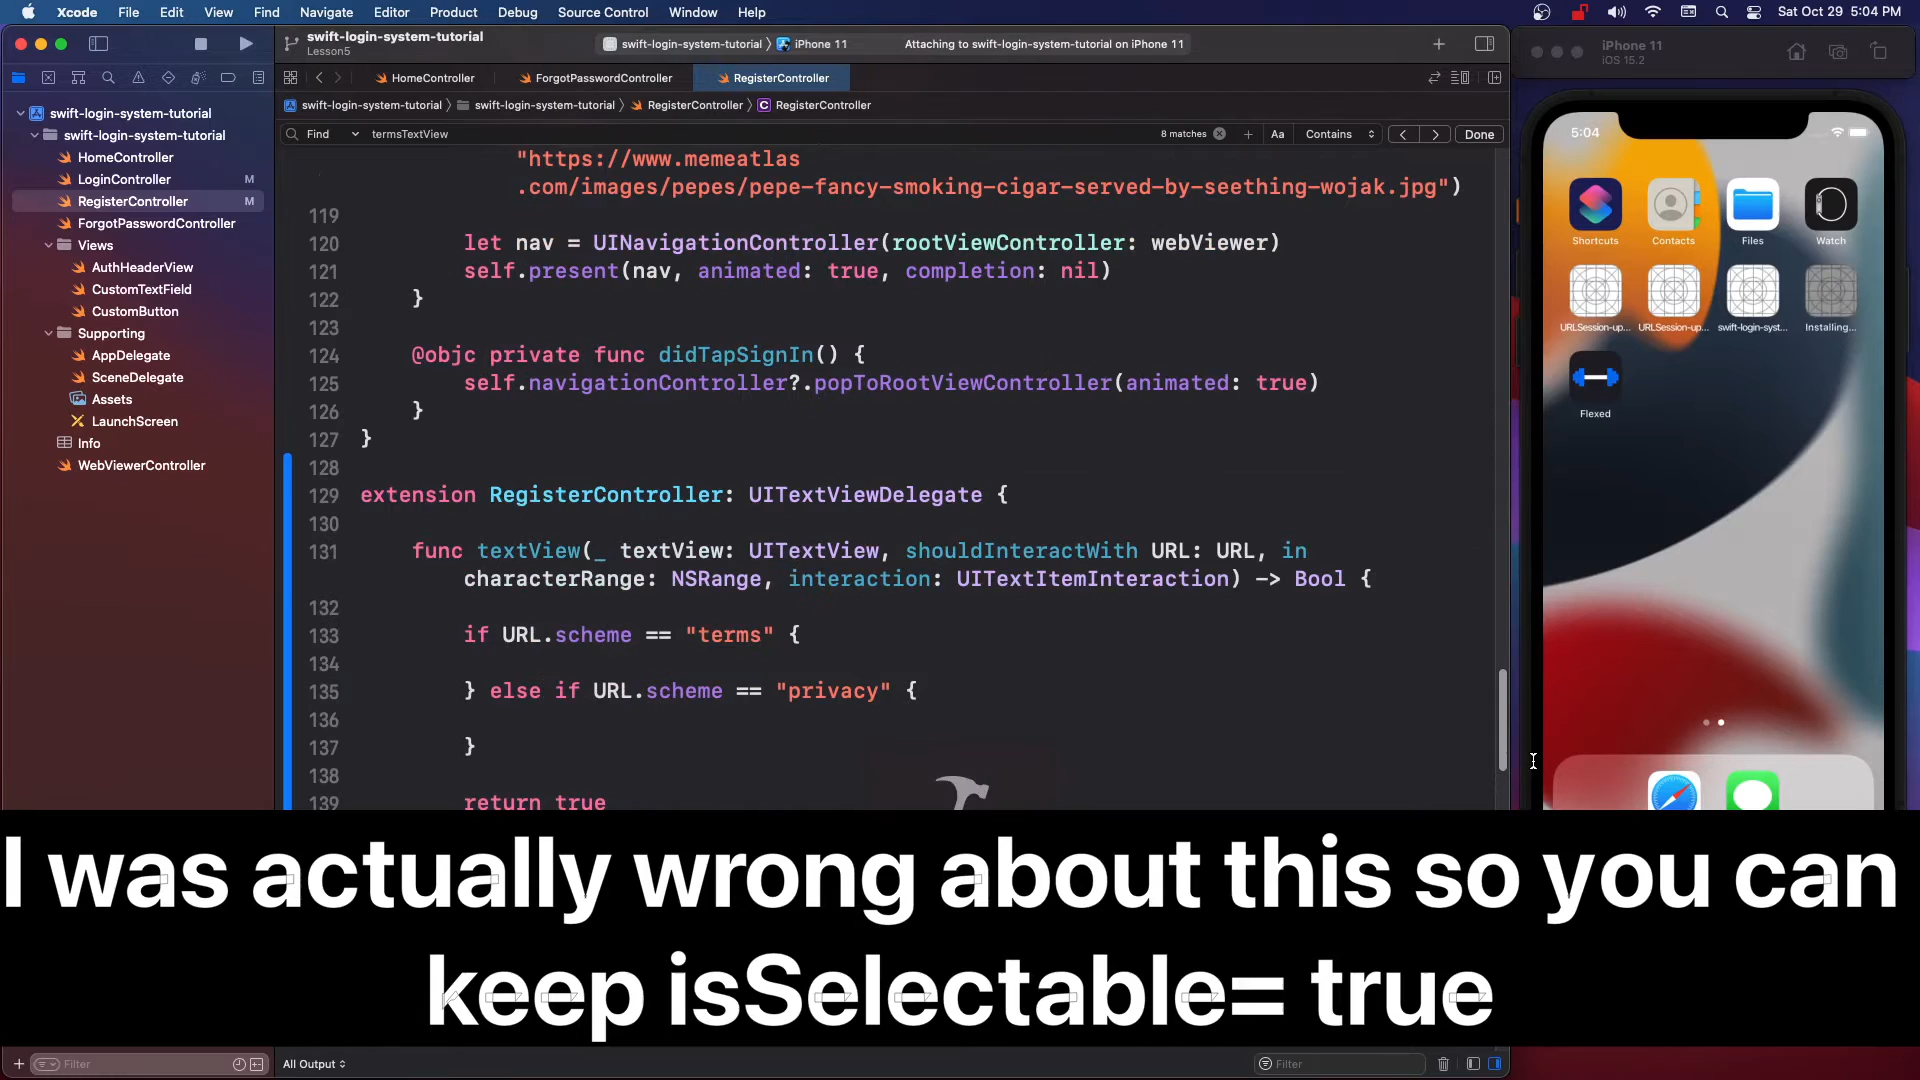 Xcode File Edit View Find Navigate Editor Product Debug Source Control Window Help Sat Oct 29 5:04 PM
swift-login-system-tutorial
Lesson5
swift-login-system-tutorial iPhone 11 Attaching to swift-login-system-tutorial on iPhone 11
iPhone 11
iOS 15.2
HomeController ForgotPasswordController RegisterController
swift-login-system-tutorial swift-login-system-tutorial RegisterController C RegisterController
Find termsTextView 8 matches Aa Contains Done
swift-login-system-tutorial
swift-login-system-tutorial
HomeController
LoginController M
RegisterController M
ForgotPasswordController
Views
AuthHeaderView
CustomTextField
CustomButton
Supporting
AppDelegate
SceneDelegate
Assets
LaunchScreen
Info
WebViewerController
"https://www.memeatlas
.com/images/pepes/pepe-fancy-smoking-cigar-served-by-seething-wojak.jpg")
119
120 let nav = UINavigationController(rootViewController: webViewer)
121 self.present(nav, animated: true, completion: nil)
122 }
123
124 @objc private func didTapSignIn() {
125 self.navigationController?.popToRootViewController(animated: true)
126 }
127 }
128
129 extension RegisterController: UITextViewDelegate {
130
131 func textView(_ textView: UITextView, shouldInteractWith URL: URL, in
characterRange: NSRange, interaction: UITextItemInteraction) -> Bool {
132
133 if URL.scheme == "terms" {
134
135 } else if URL.scheme == "privacy" {
136
137 }
138
139 return true
5:04
Shortcuts Contacts Files Watch
URLSession-up... URLSession-up... swift-login-syst... Installing...
Flexed
I was actually wrong about this so you can
keep isSelectable= true
Filter All Output Filter